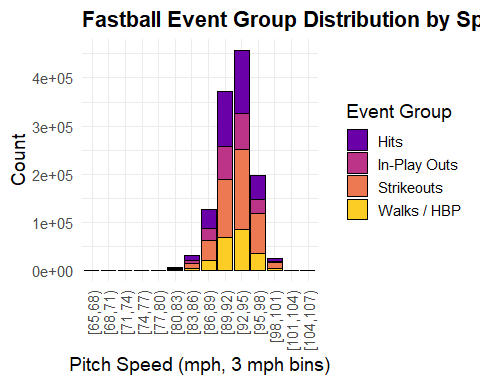 Fastball Event Group Distribution by Sp
Count
4e+05
3e+05
2e+05
1e+05
0e+00
[65,68)
[68,71)
[71,74)
[74,77)
[77,80)
[80,83)
[83,86)
[86,89)
[89,92)
[92,95)
[95,98)
[98,101)
[101,104)
[104,107)
Pitch Speed (mph, 3 mph bins)
Event Group
Hits
In-Play Outs
Strikeouts
Walks / HBP